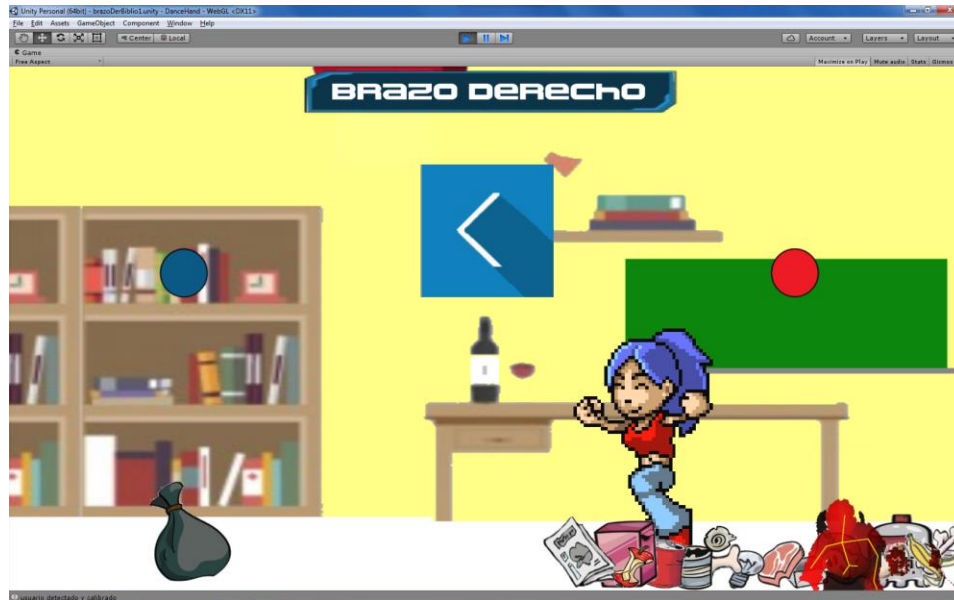 Unity Personal (64bit) - brazoDerBiblio1.unity - DanceHand - WebGL <DX11>
File Edit Assets GameObject Component Window Help
Center Local Account Layers Layout
Game
Free Aspect Maximize on Play Mute audio Stats Gizmos
BRAZO DERECHO
usuario detectado y calibrado